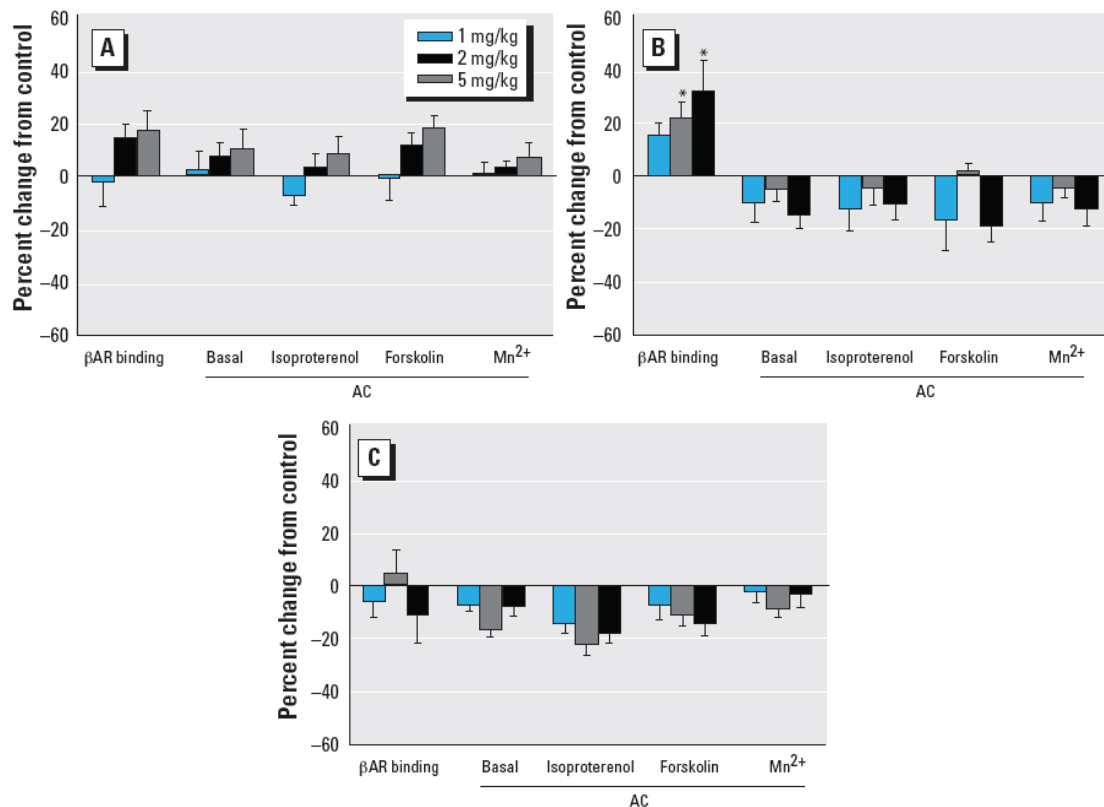 A
Percent change from control
60
40
20
0
–20
–40
–60
1 mg/kg
2 mg/kg
5 mg/kg
βAR binding Basal Isoproterenol Forskolin Mn2+
AC
B
Percent change from control
60
40
20
0
–20
–40
–60
*
*
βAR binding Basal Isoproterenol Forskolin Mn2+
AC
C
Percent change from control
60
40
20
0
–20
–40
–60
βAR binding Basal Isoproterenol Forskolin Mn2+
AC